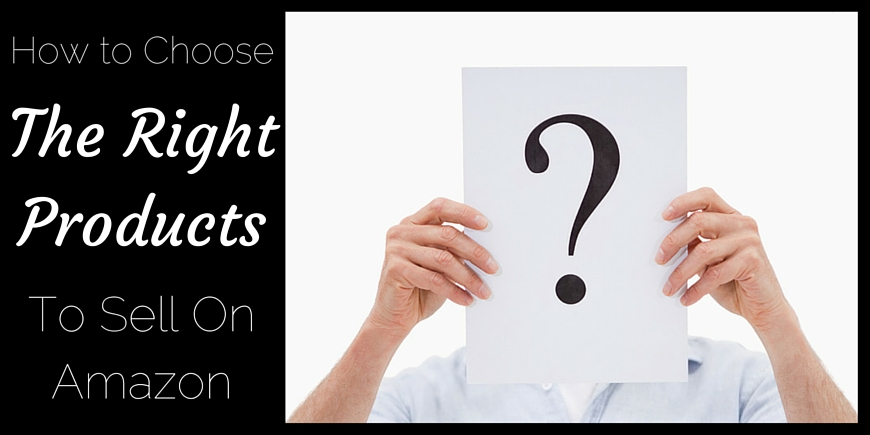 How to Choose
The Right
Products
To Sell On
Amazon
?